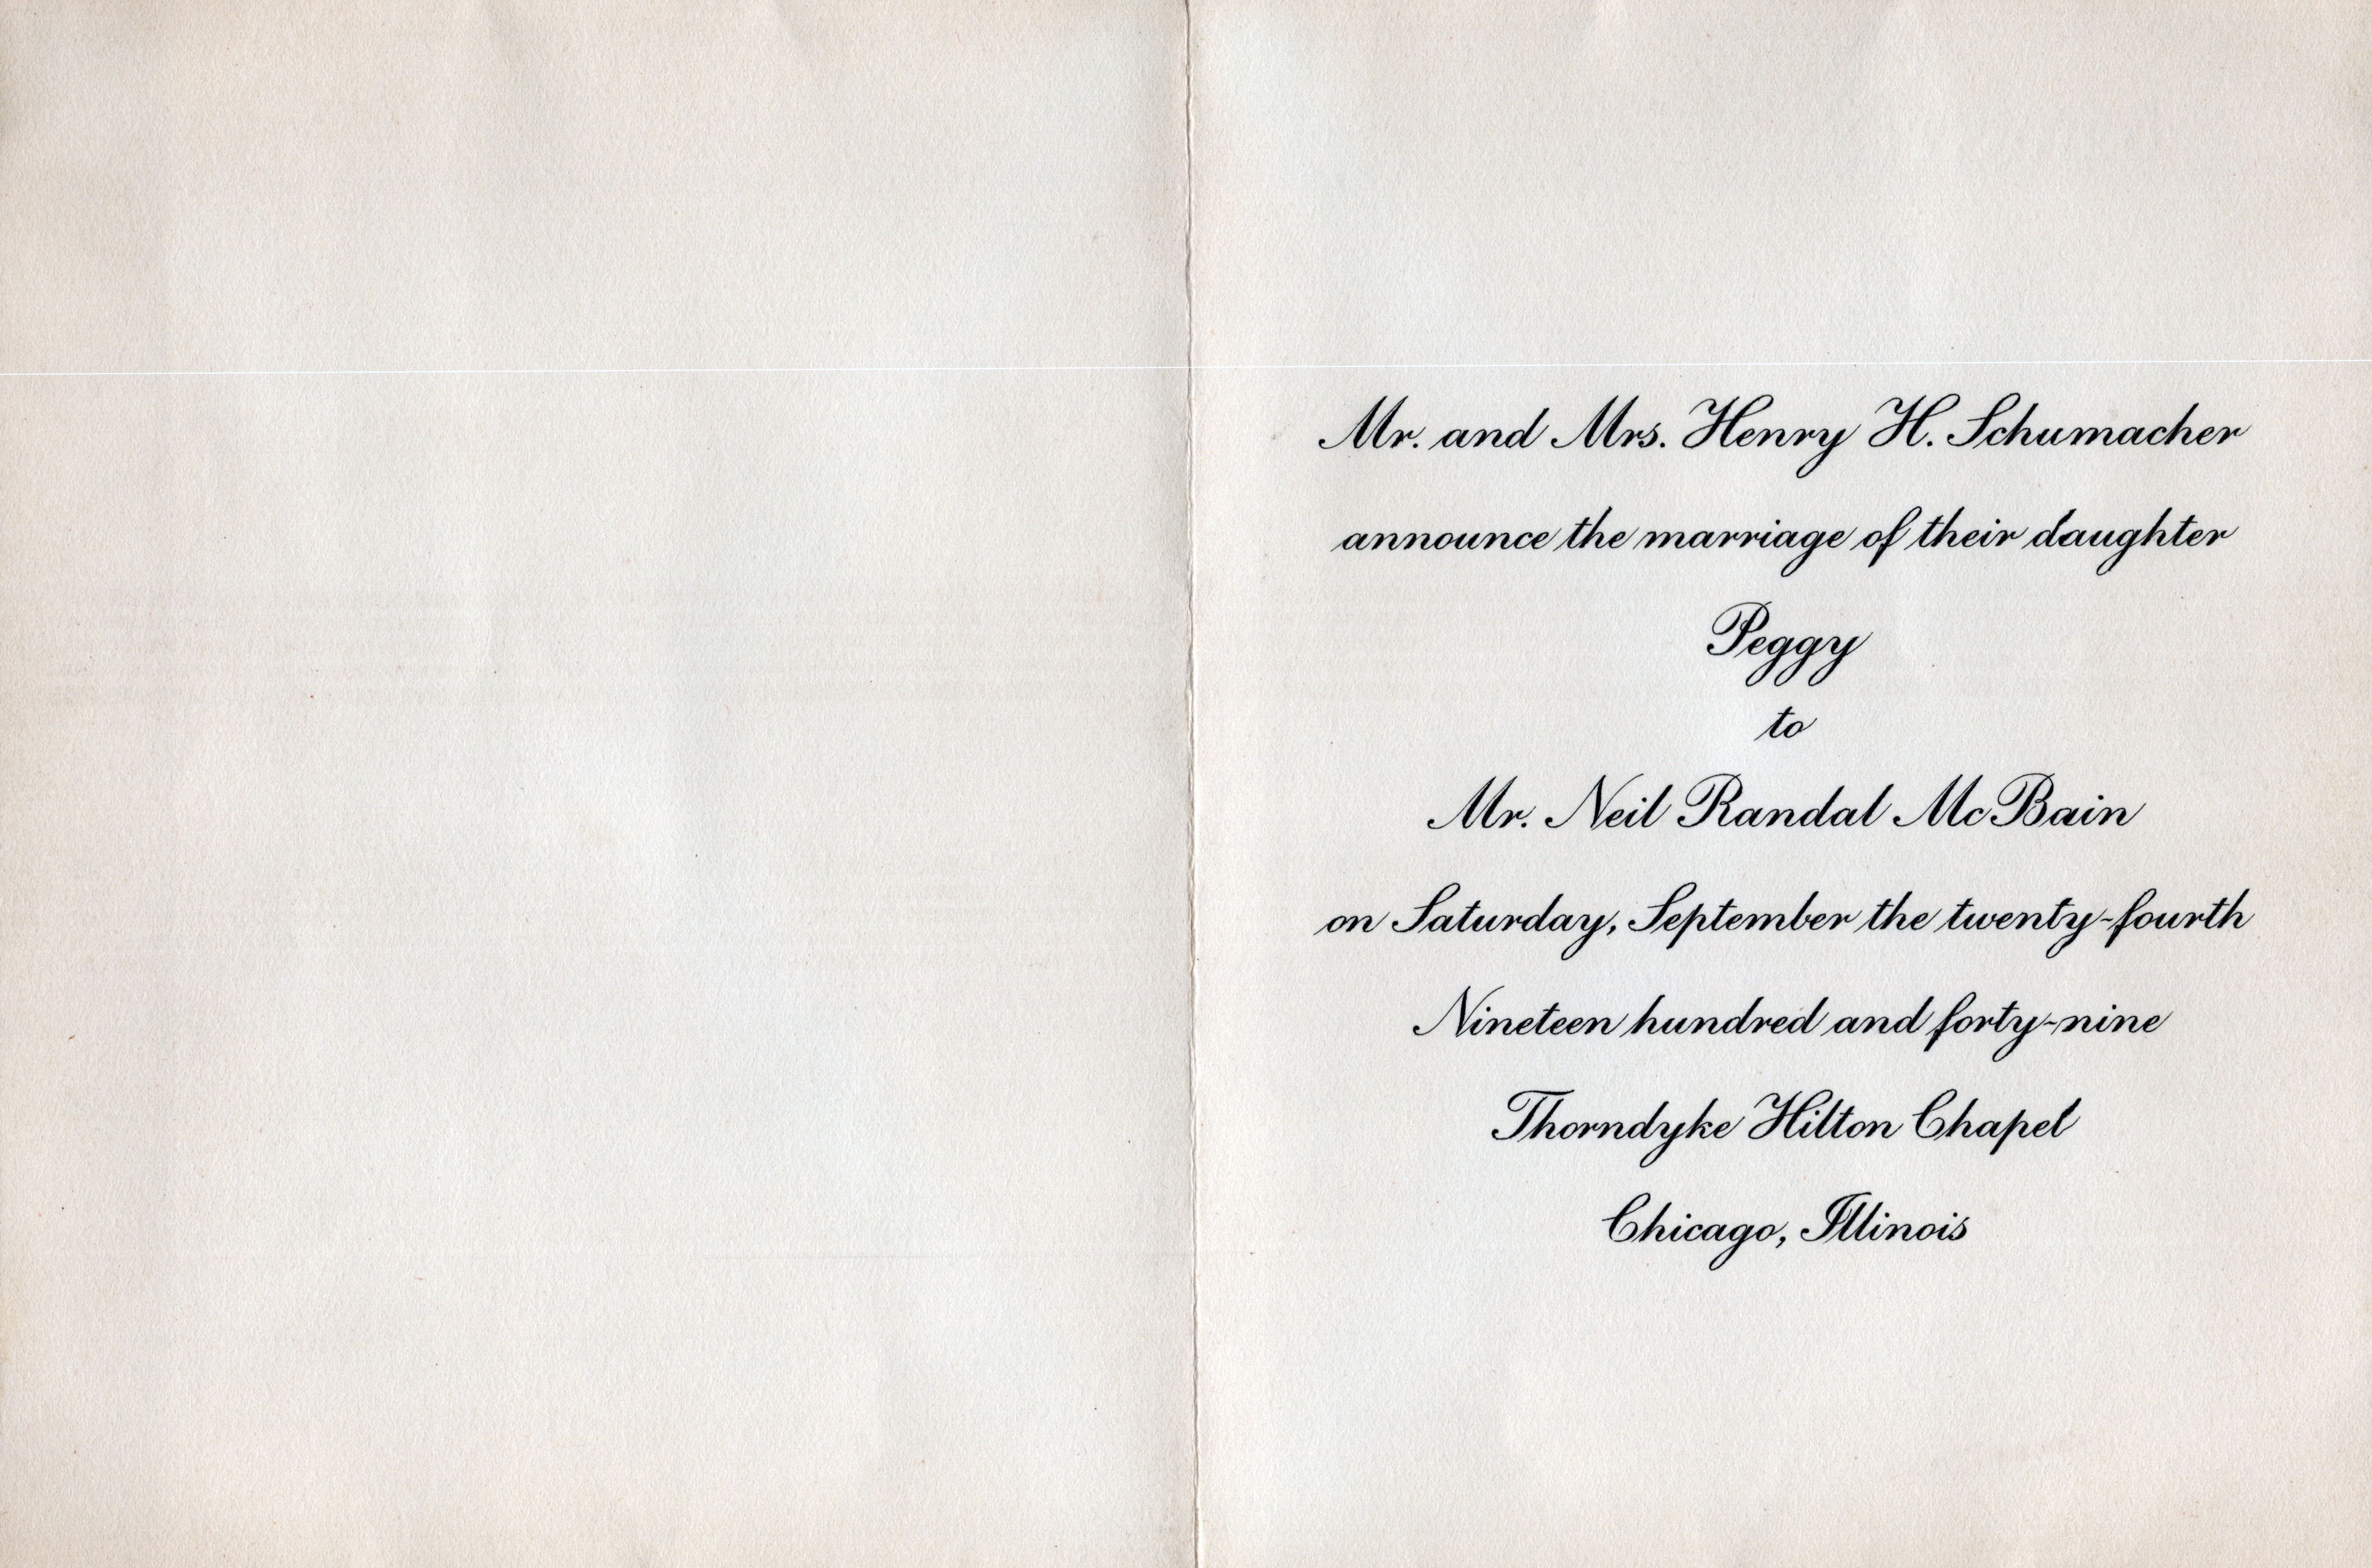 Mr. and Mrs. Henry H. Schumacher
announce the marriage of their daughter
Peggy
to
Mr. Neil Randal McBain
on Saturday, September the twenty-fourth
Nineteen hundred and forty-nine
Thorndyke Hilton Chapel
Chicago, Illinois